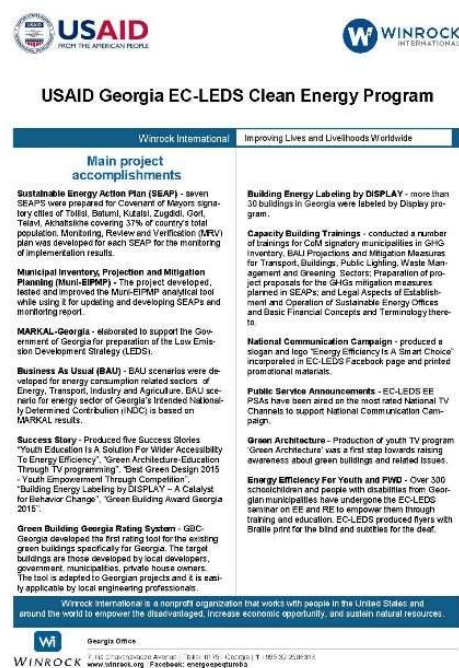 USAID
FROM THE AMERICAN PEOPLE
WINROCK
INTERNATIONAL
USAID Georgia EC-LEDS Clean Energy Program
Winrock International
Improving Lives and Livelihoods Worldwide
Main project
accomplishments
Sustainable Energy Action Plan (SEAP) - seven
SEAPS were prepared for Covenant of Mayors signa-
tory cities of Tbilisi, Batumi, Kutaisi, Zugdidi, Gori,
Telavi, Akhaltsikhe covering 37% of country's total
population. Monitoring, Review and Verification (MRV)
plan was developed for each SEAP for the monitoring
of implementation results.
Municipal Inventory, Projection and Mitigation
Planning (Muni-EIPMP) - The project developed,
tested and improved the Muni-EIPMP analytical tool
while using it for updating and developing SEAPs and
monitoring report.
MARKAL-Georgia - elaborated to support the Gov-
ernment of Georgia for preparation of the Low Emis-
sion Development Strategy (LEDS).
Business As Usual (BAU) - BAU scenarios were de-
veloped for energy consumption related sectors of
Energy, Transport, Industry and Agriculture. BAU sce-
nario for energy sector of Georgia's Intended National-
ly Determined Contribution (INDC) is based on
MARKAL results.
Success Story - Produced five Success Stories
"Youth Education Is A Solution For Wider Accessibility
To Energy Efficiency", "Green Architecture-Education
Through TV programming", "Best Green Design 2015
- Youth Empowerment Through Competition",
"Building Energy Labeling by DISPLAY – A Catalyst
for Behavior Change", "Green Building Award Georgia
2015".
Green Building Georgia Rating System - GBC-
Georgia developed the first rating tool for the existing
green buildings specifically for Georgia. The target
buildings are those developed by local developers,
government, municipalities, private house owners.
The tool is adapted to Georgian projects and it is easi-
ly applicable by local engineering professionals.
Building Energy Labeling by DISPLAY - more than
30 buildings in Georgia were labeled by Display pro-
gram.
Capacity Building Trainings - conducted a number
of trainings for CoM signatory municipalities in GHG
Inventory, BAU Projections and Mitigation Measures
for Transport, Buildings, Public Lighting, Waste Man-
agement and Greening Sectors; Preparation of pro-
ject proposals for the GHGs mitigation measures
planned in SEAPs; and Legal Aspects of Establish-
ment and Operation of Sustainable Energy Offices
and Basic Financial Concepts and Terminology there-
to.
National Communication Campaign - produced a
slogan and logo "Energy Efficiency Is A Smart Choice"
incorporated in EC-LEDS Facebook page and printed
promotional materials.
Public Service Announcements - EC-LEDS EE
PSAs have been aired on the most rated National TV
Channels to support National Communication Cam-
paign.
Green Architecture - Production of youth TV program
'Green Architecture' was a first step towards raising
awareness about green buildings and related issues.
Energy Efficiency For Youth and PWD - Over 300
schoolchildren and people with disabilities from Geor-
gian municipalities have undergone the EC-LEDS
seminar on EE and RE to empower them through
training and education. EC-LEDS produced flyers with
Braille print for the blind and subtitles for the deaf.
Winrock International is a nonprofit organization that works with people in the United States and
around the world to empower the disadvantaged, increase economic opportunity, and sustain natural resources.
WINROCK
Georgia Office
7, Chavchavadze Avenue Tbilisi 0179 Georgia
www.winrock.org Facebook: